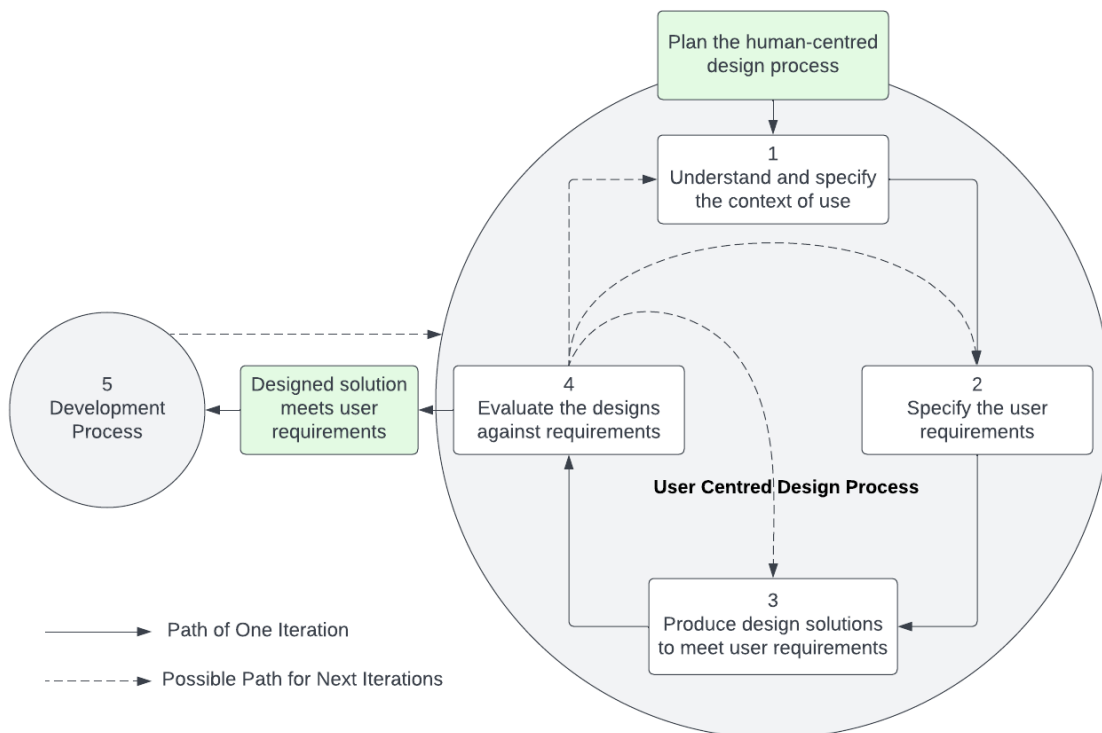 Plan the human-centred
design process
1
Understand and specify
the context of use
2
Specify the user
requirements
3
Produce design solutions
to meet user requirements
4
Evaluate the designs
against requirements
Designed solution
meets user
requirements
5
Development
Process
User Centred Design Process
Path of One Iteration
Possible Path for Next Iterations